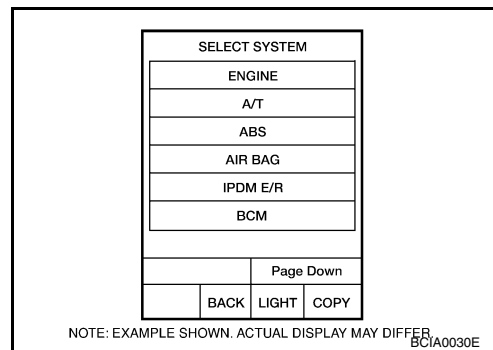 SELECT SYSTEM
ENGINE
A/T
ABS
AIR BAG
IPDM E/R
BCM
Page Down
BACK LIGHT COPY
NOTE: EXAMPLE SHOWN. ACTUAL DISPLAY MAY DIFFER.
BCIA0030E